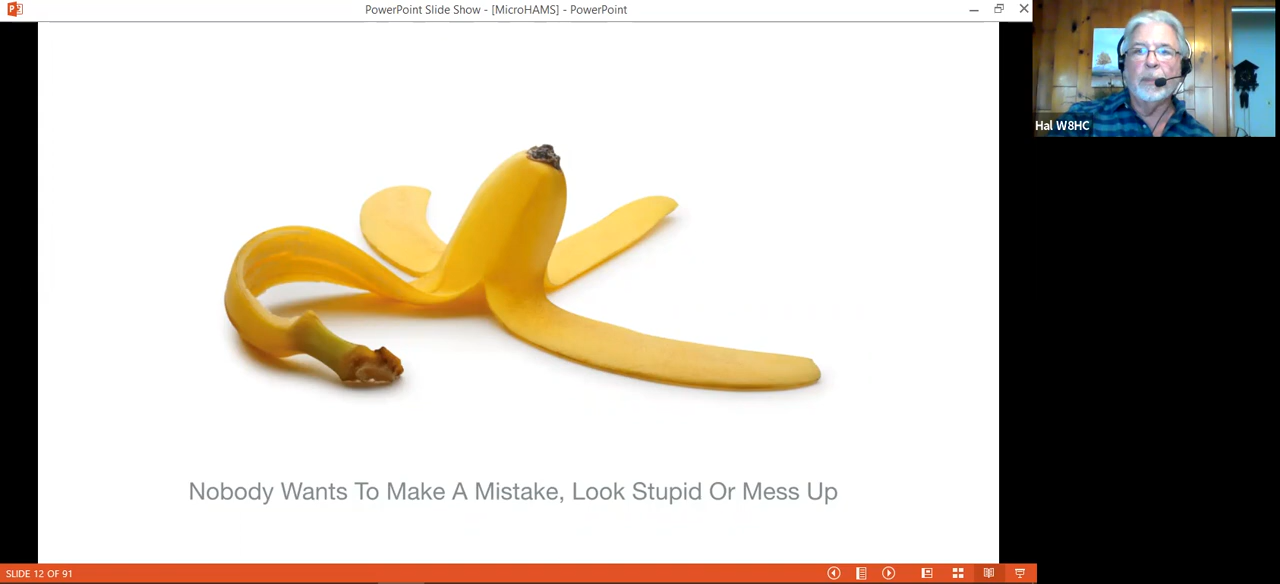 PowerPoint Slide Show - [MicroHAMS] - PowerPoint
Hal W8HC
Nobody Wants To Make A Mistake, Look Stupid Or Mess Up
SLIDE 12 OF 91